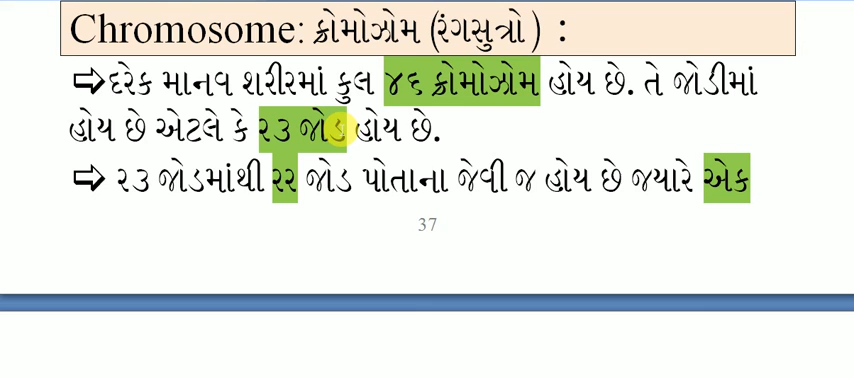 Chromosome: ક્રોમોઝોમ (રંગસુત્રો) :
⇨દરેક માનવ શરીરમાં કુલ ૪૬ ક્રોમોઝોમ હોય છે. તે જોડીમાં
હોય છે એટલે કે ૨૩ જોડ હોય છે.
⇨ ૨૩ જોડમાંથી ૨૨ જોડ પોતાના જેવી જ હોય છે જયારે એક
37